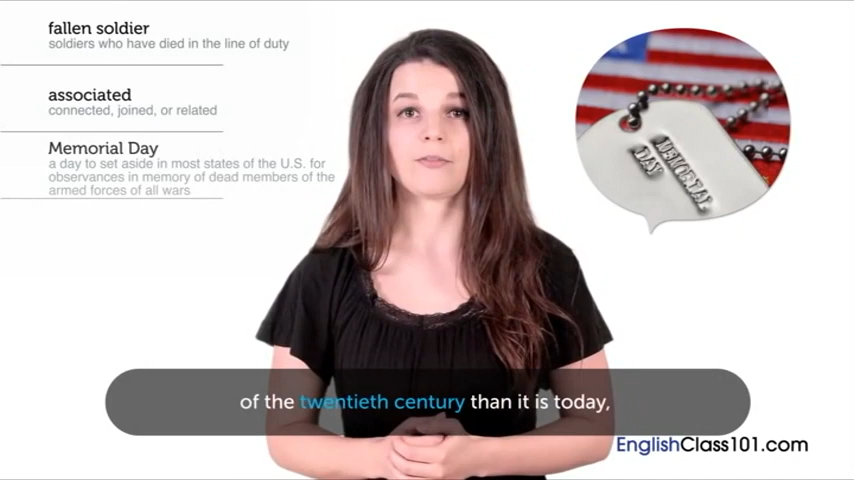 fallen soldier
soldiers who have died in the line of duty
associated
connected, joined, or related
Memorial Day
a day to set aside in most states of the U.S. for
observances in memory of dead members of the
armed forces of all wars
MEMORIAL
DAY
of the twentieth century than it is today,
EnglishClass101.com